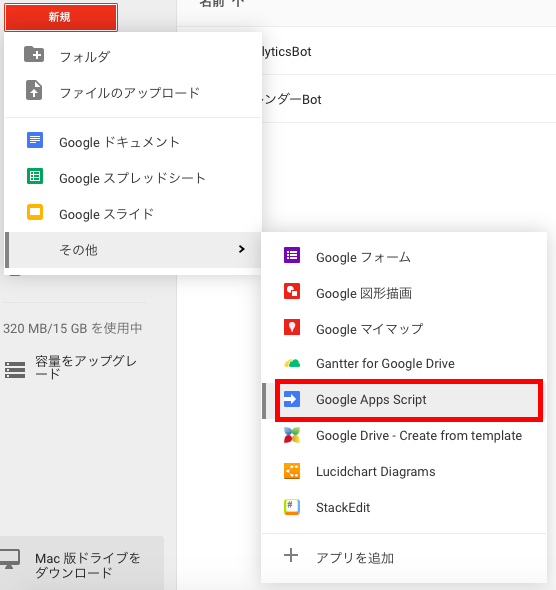 新規
名前
フォルダ
lyticsBot
ファイルのアップロード
ンダーBot
Google ドキュメント
Google スプレッドシート
Google スライド
その他
Google フォーム
Google 図形描画
Google マイマップ
Gantter for Google Drive
Google Apps Script
Google Drive - Create from template
Lucidchart Diagrams
StackEdit
アプリを追加
320 MB/15 GB を使用中
容量をアップグレ
ード
Mac 版ドライブを
ダウンロード